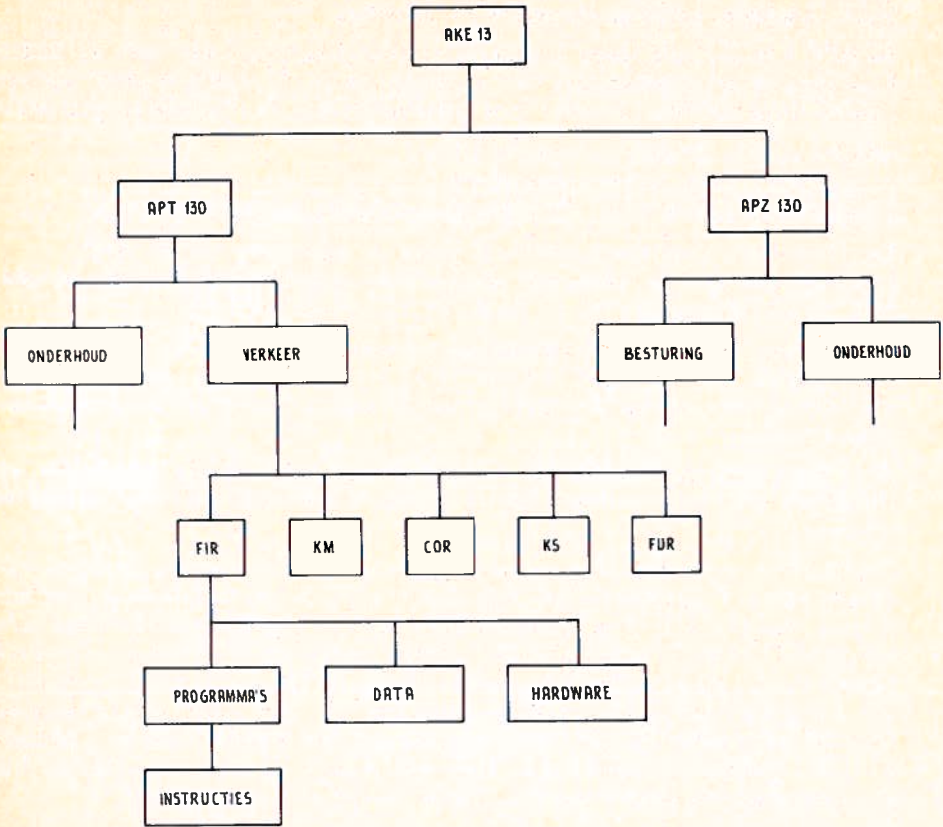 AKE 13
APT 130
APZ 130
ONDERHOUD
VERKEER
BESTURING
ONDERHOUD
FIR
KM
COR
KS
FUR
PROGRAMMA'S
DATA
HARDWARE
INSTRUCTIES